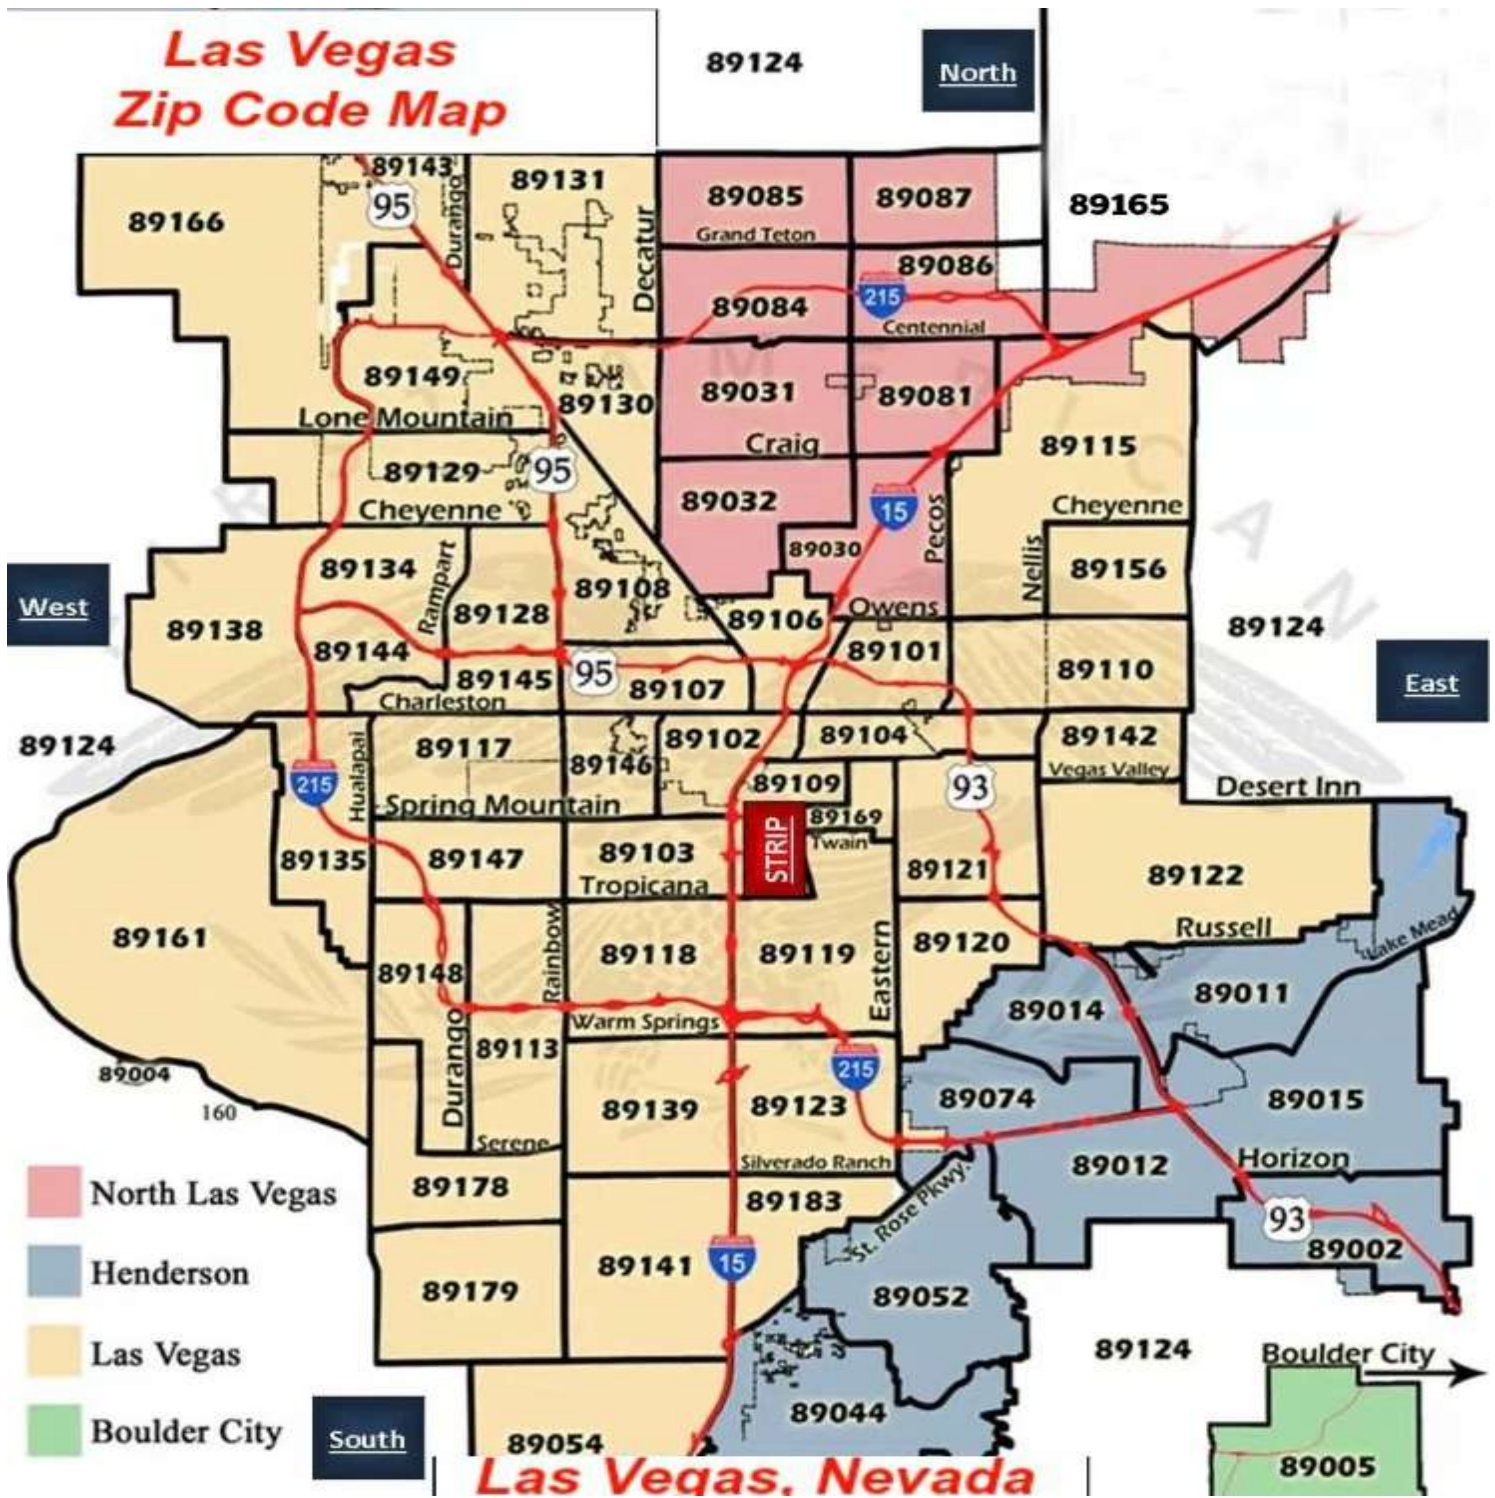 Las Vegas
Zip Code Map
89124
North
89143
89131
89085
89087
89165
95
Durango
89166
Decatur
Grand Teton
89086
215
89084
Centennial
89149
89130
89031
89081
Lone Mountain
Craig
89115
89129
95
89032
15
Cheyenne
Cheyenne
Pecos
89030
Nellis
89134
Rampart
89156
89108
West
89128
89106
Owens
89138
89124
89144
89101
89110
95
89145
89107
East
Charleston
89124
89117
89102
89104
89142
Hualapai
89146
Vegas Valley
215
89109
93
Desert Inn
Spring Mountain
89169
STRIP
Twain
89135
89147
89103
89121
89122
Tropicana
89161
Russell
Lake Mead
Rainbow
89118
89119
Eastern
89120
89148
89011
89014
Warm Springs
89113
Durango
215
89004
160
89139
89123
89074
89015
Serene
Silverado Ranch
89012
Horizon
North Las Vegas
89178
89183
St. Rose Pkwy.
93
89002
Henderson
89141
15
89179
89052
Las Vegas
89124
Boulder City
89044
Boulder City
South
89054
89005
Las Vegas, Nevada
A M E R I C A N